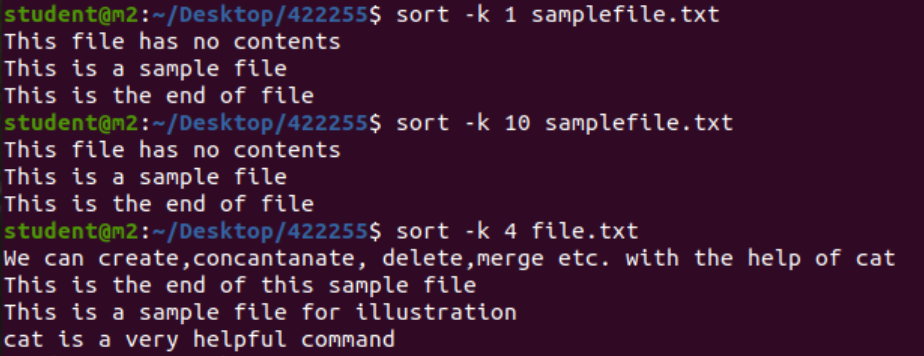 student@m2:~/Desktop/422255$ sort -k 1 samplefile.txt
This file has no contents
This is a sample file
This is the end of file
student@m2:~/Desktop/422255$ sort -k 10 samplefile.txt
This file has no contents
This is a sample file
This is the end of file
student@m2:~/Desktop/422255$ sort -k 4 file.txt
We can create,concantanate, delete,merge etc. with the help of cat
This is the end of this sample file
This is a sample file for illustration
cat is a very helpful command